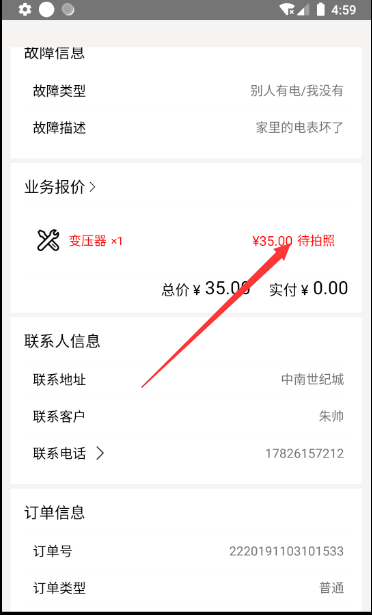 4:59
故障信息
故障类型 别人有电/我没有
故障描述 家里的电表坏了
业务报价 >
变压器 ×1 ¥35.00 待拍照
总价 ¥ 35.00 实付 ¥ 0.00
联系人信息
联系地址 中南世纪城
联系客户 朱帅
联系电话 > 17826157212
订单信息
订单号 2220191103101533
订单类型 普通